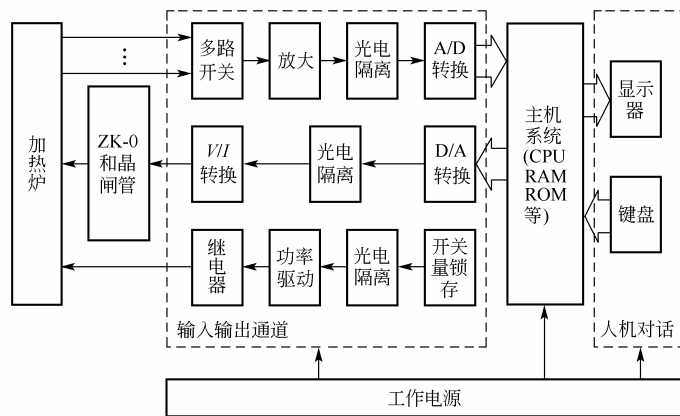 加热炉
ZK-0
和晶
闸管
多路
开关
放大
光电
隔离
A/D
转换
V/I
转换
光电
隔离
D/A
转换
继电器
功率
驱动
光电
隔离
开关
量锁
存
输入输出通道
主机
系统
(CPU
RAM
ROM
等)
显示
器
键盘
人机对话
工作电源